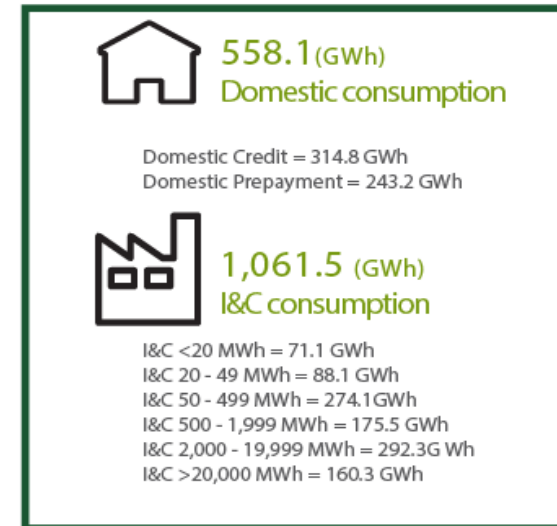 558.1(GWh)
Domestic consumption
Domestic Credit = 314.8 GWh
Domestic Prepayment = 243.2 GWh
1,061.5 (GWh)
I&C consumption
I&C <20 MWh = 71.1 GWh
I&C 20 - 49 MWh = 88.1 GWh
I&C 50 - 499 MWh = 274.1GWh
I&C 500 - 1,999 MWh = 175.5 GWh
I&C 2,000 - 19,999 MWh = 292.3G Wh
I&C >20,000 MWh = 160.3 GWh